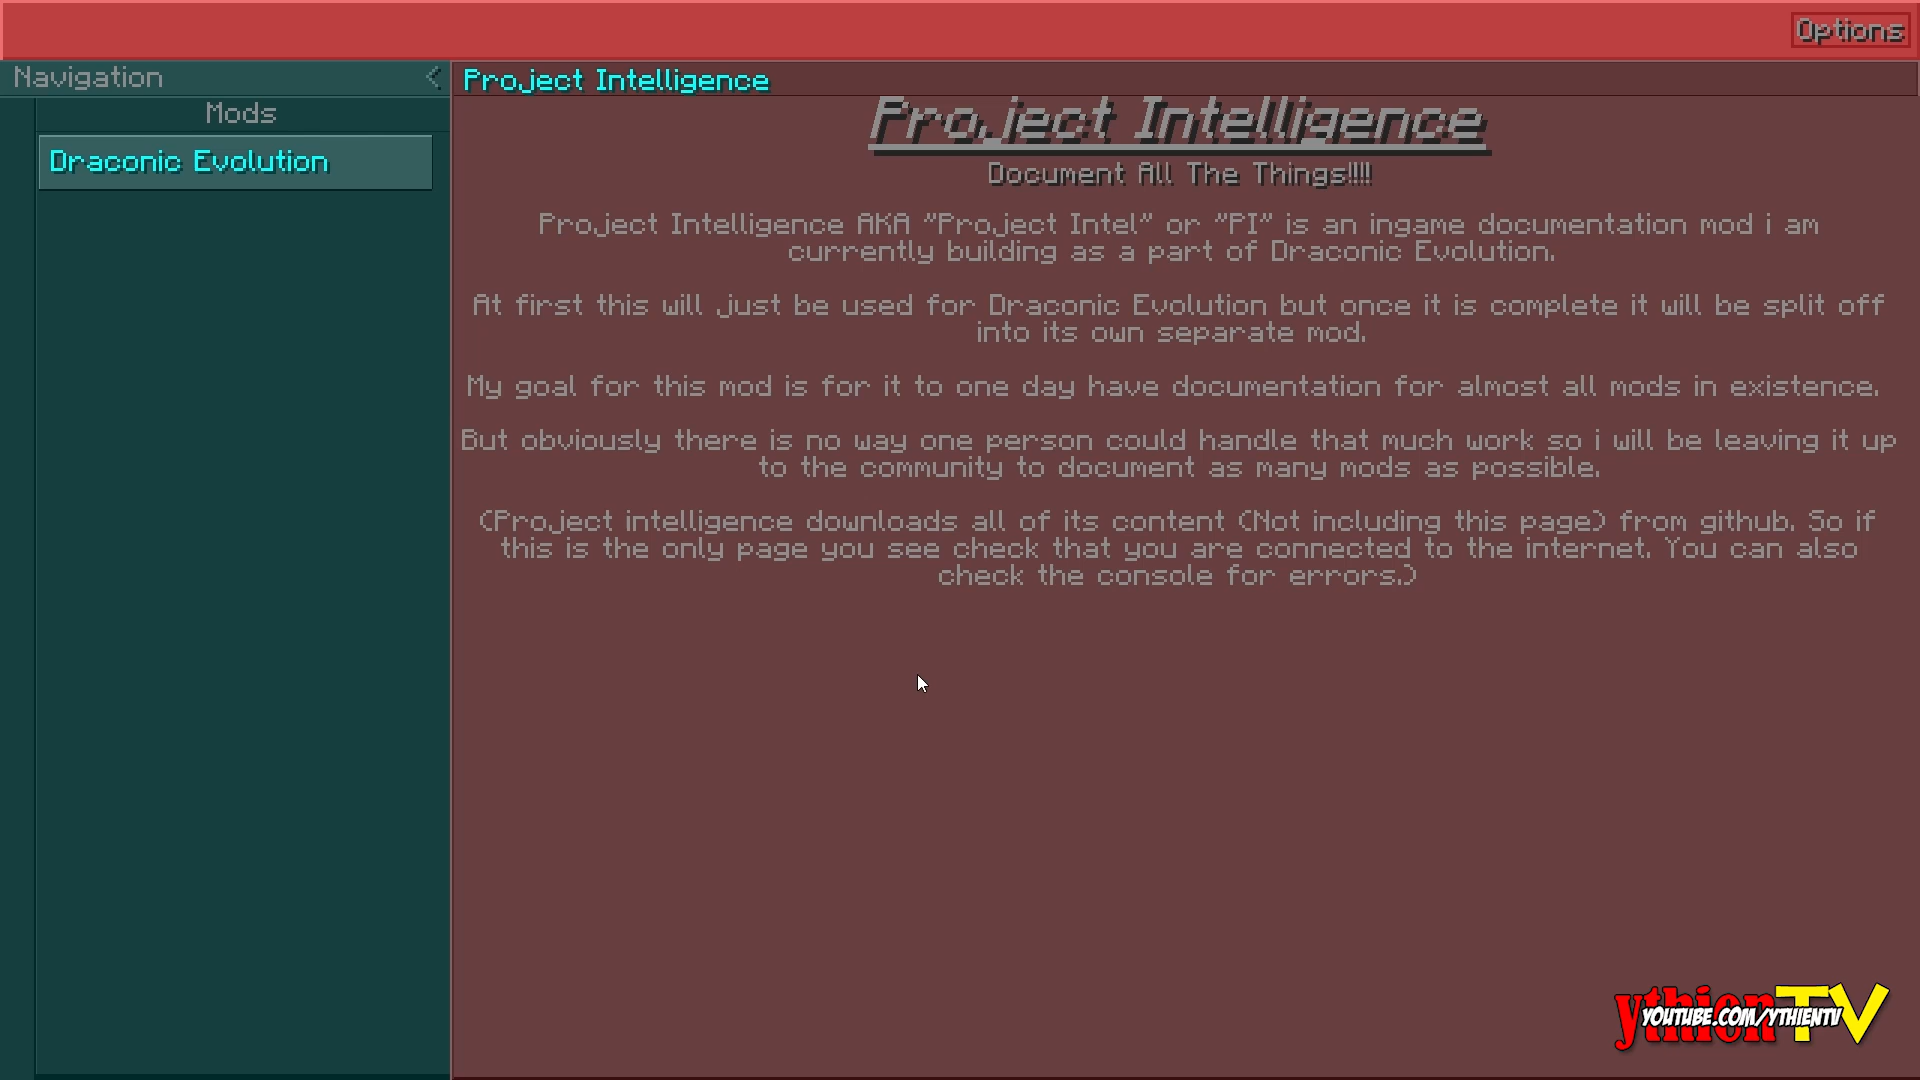 Options
Navigation <
Mods
Draconic Evolution
Project Intelligence
Project Intelligence
Document All The Things!!!!
Project Intelligence AKA "Project Intel" or "PI" is an ingame documentation mod i am
currently building as a part of Draconic Evolution.
At first this will just be used for Draconic Evolution but once it is complete it will be split off
into its own separate mod.
My goal for this mod is for it to one day have documentation for almost all mods in existence.
But obviously there is no way one person could handle that much work so i will be leaving it up
to the community to document as many mods as possible.
(Project intelligence downloads all of its content (Not including this page) from github. So if
this is the only page you see check that you are connected to the internet. You can also
check the console for errors.)
ythienTV
YOUTUBE.COM/YTHIENTV